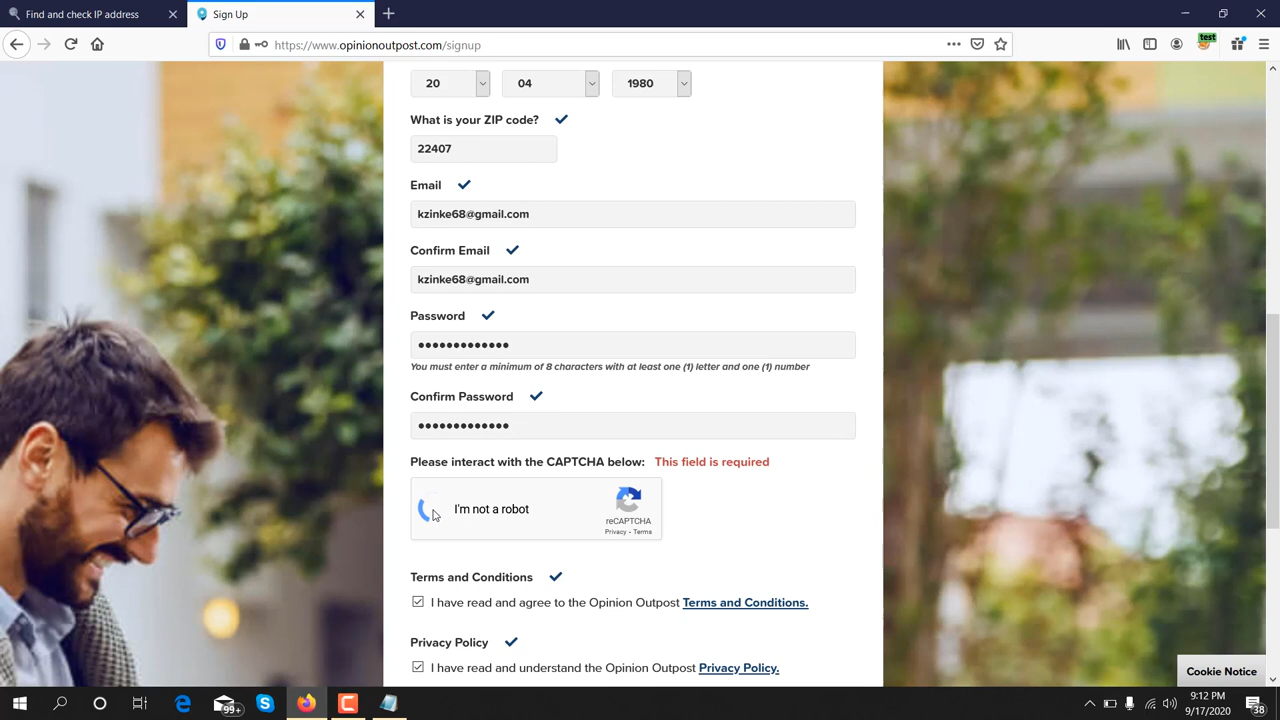 Find and check IP address
Sign Up
https://www.opinionoutpost.com/signup
test
20 04 1980
What is your ZIP code?
22407
Email
kzinke68@gmail.com
Confirm Email
kzinke68@gmail.com
Password
●●●●●●●●●●●●●
You must enter a minimum of 8 characters with at least one (1) letter and one (1) number
Confirm Password
●●●●●●●●●●●●●
Please interact with the CAPTCHA below: This field is required
I'm not a robot
reCAPTCHA
Privacy - Terms
Terms and Conditions
I have read and agree to the Opinion Outpost Terms and Conditions.
Privacy Policy
I have read and understand the Opinion Outpost Privacy Policy.
Cookie Notice
99+
9:12 PM
9/17/2020
38